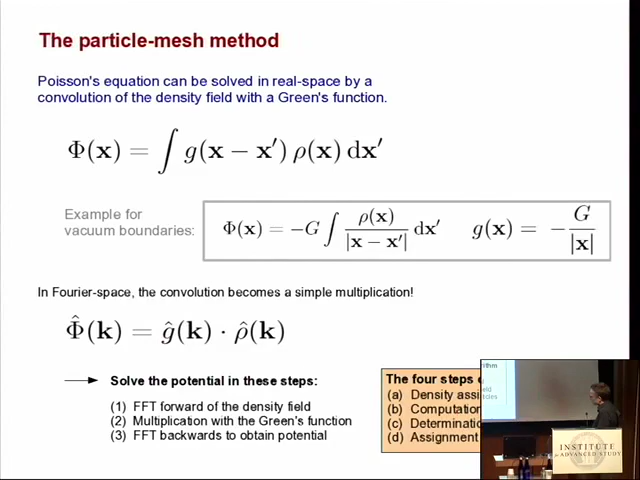 The particle-mesh method
Poisson's equation can be solved in real-space by a
convolution of the density field with a Green's function.
Φ(x) = ∫ g(x − x′) ρ(x) dx′
Example for
vacuum boundaries:
Φ(x) = −G ∫ ρ(x) / |x − x′| dx′   g(x) = − G / |x|
In Fourier-space, the convolution becomes a simple multiplication!
Φ̂(k) = ĝ(k) · ρ̂(k)
Solve the potential in these steps:
(1) FFT forward of the density field
(2) Multiplication with the Green's function
(3) FFT backwards to obtain potential
The four steps
(a) Density
(b) Computation
(c)
(d) Assignment
INSTITUTE
for ADVANCED STUDY